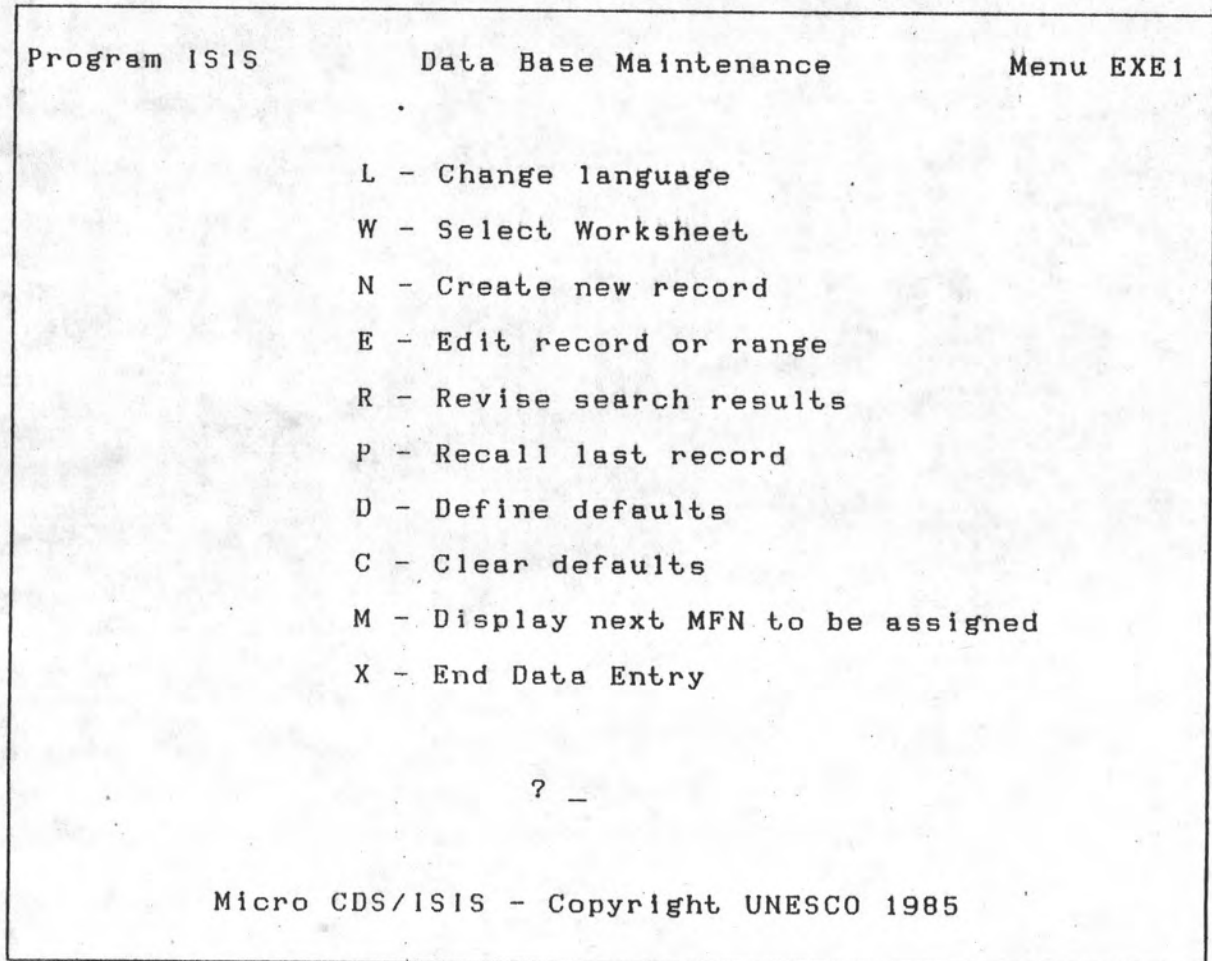 Program ISIS Data Base Maintenance Menu EXE1
L - Change language
W - Select Worksheet
N - Create new record
E - Edit record or range
R - Revise search results
P - Recall last record
D - Define defaults
C - Clear defaults
M - Display next MFN to be assigned
X - End Data Entry
? _
Micro CDS/ISIS - Copyright UNESCO 1985